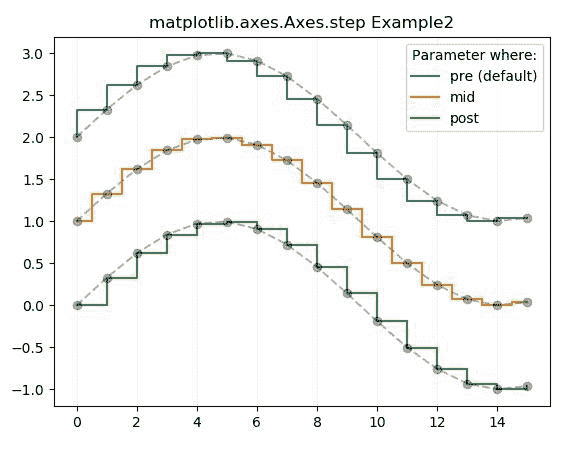 matplotlib.axes.Axes.step Example2
Parameter where:
pre (default)
mid
post
3.0
2.5
2.0
1.5
1.0
0.5
0.0
−0.5
−1.0
0 2 4 6 8 10 12 14